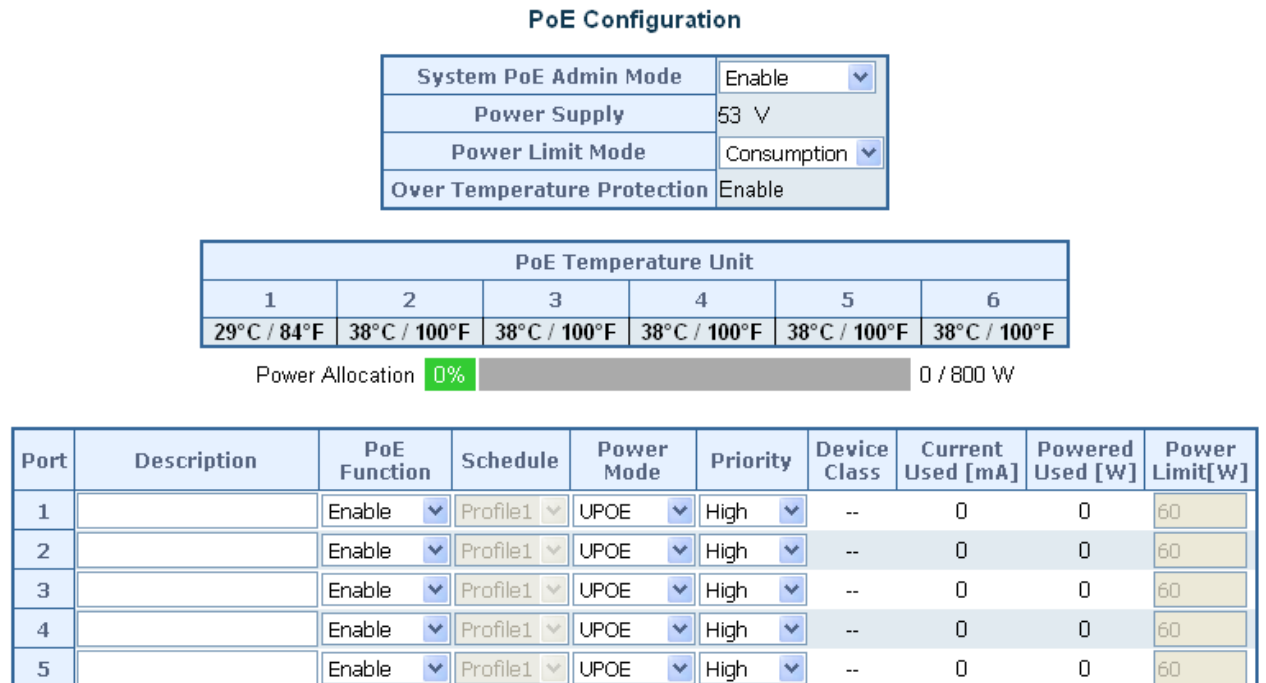 PoE Configuration
System PoE Admin Mode Enable
Power Supply 53 V
Power Limit Mode Consumption
Over Temperature Protection Enable
PoE Temperature Unit
1 2 3 4 5 6
29°C / 84°F 38°C / 100°F 38°C / 100°F 38°C / 100°F 38°C / 100°F 38°C / 100°F
Power Allocation 0% 0 / 800 W
Port Description PoE Function Schedule Power Mode Priority Device Class Current Used [mA] Powered Used [W] Power Limit[W]
1 Enable Profile1 UPOE High -- 0 0 60
2 Enable Profile1 UPOE High -- 0 0 60
3 Enable Profile1 UPOE High -- 0 0 60
4 Enable Profile1 UPOE High -- 0 0 60
5 Enable Profile1 UPOE High -- 0 0 60